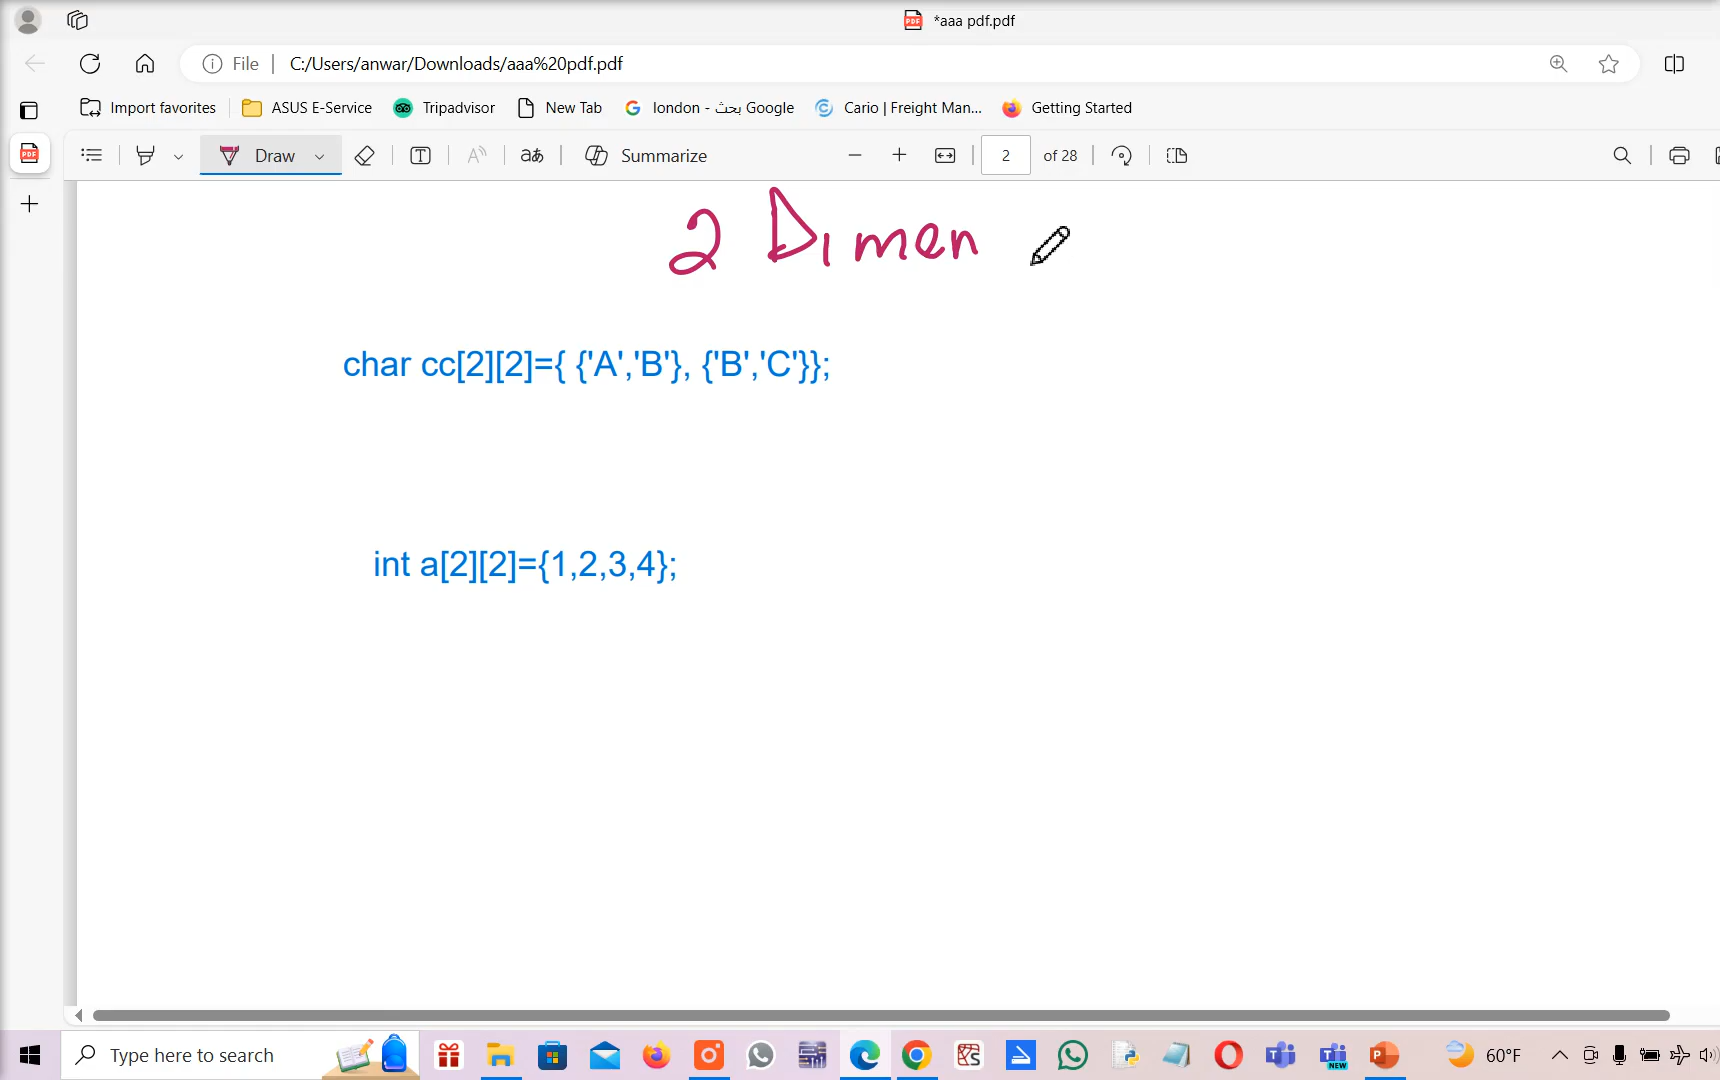 *aaa pdf.pdf
File C:/Users/anwar/Downloads/aaa%20pdf.pdf
Import favorites ASUS E-Service Tripadvisor New Tab london - بحث Google Cario | Freight Man... Getting Started
Draw aあ Summarize 2 of 28
2 Dimen
char cc[2][2]={ {'A','B'}, {'B','C'}};
int a[2][2]={1,2,3,4};
Type here to search 60°F